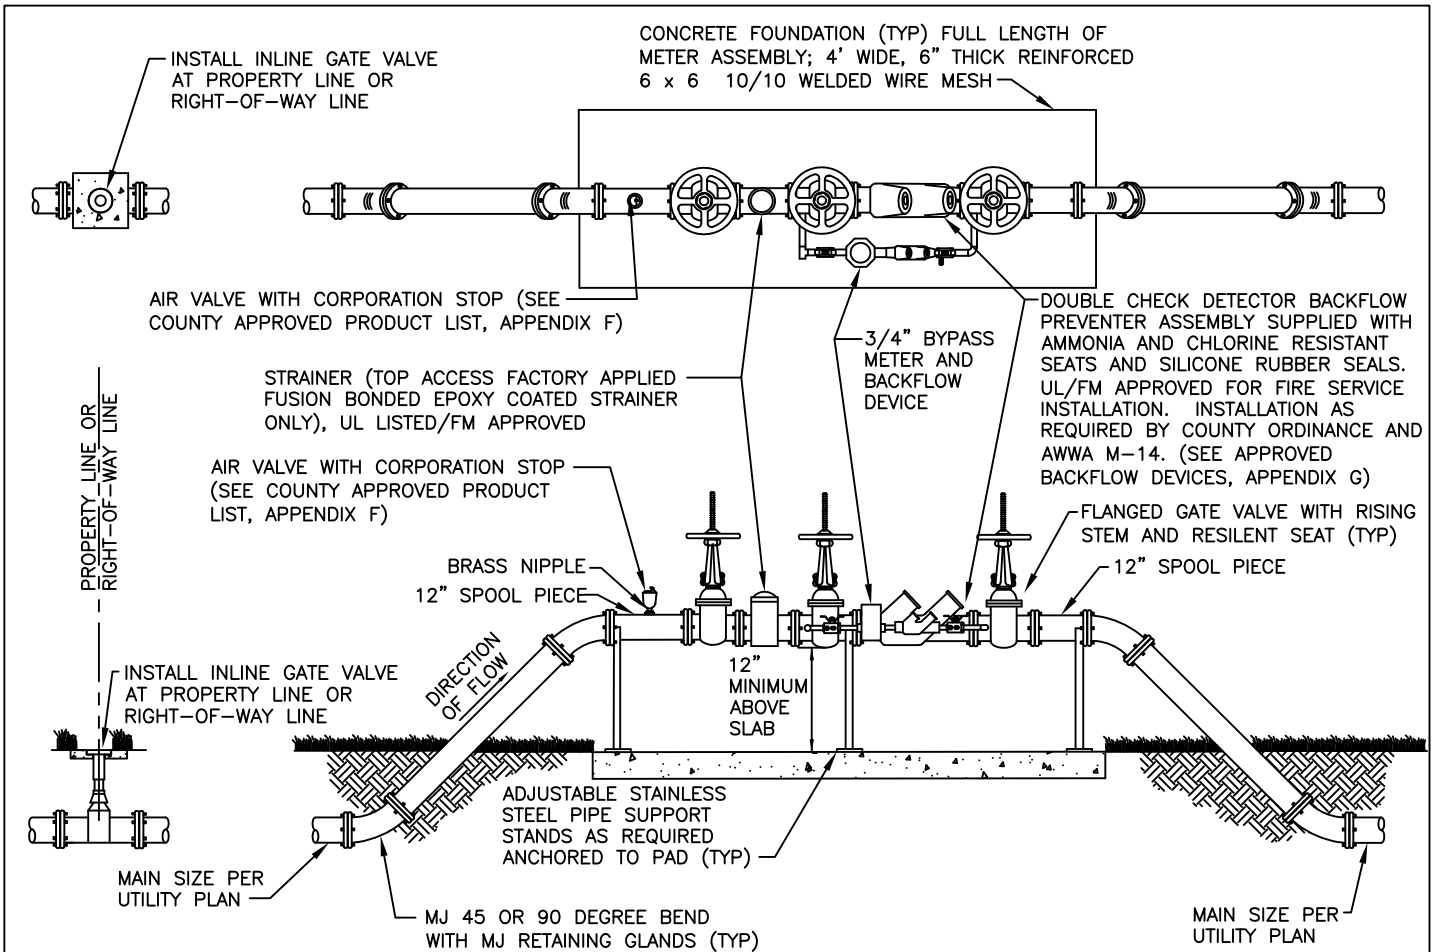 INSTALL INLINE GATE VALVE
AT PROPERTY LINE OR
RIGHT-OF-WAY LINE
CONCRETE FOUNDATION (TYP) FULL LENGTH OF
METER ASSEMBLY; 4' WIDE, 6" THICK REINFORCED
6 x 6 10/10 WELDED WIRE MESH
AIR VALVE WITH CORPORATION STOP (SEE
COUNTY APPROVED PRODUCT LIST, APPENDIX F)
STRAINER (TOP ACCESS FACTORY APPLIED
FUSION BONDED EPOXY COATED STRAINER
ONLY), UL LISTED/FM APPROVED
3/4" BYPASS
METER AND
BACKFLOW
DEVICE
DOUBLE CHECK DETECTOR BACKFLOW
PREVENTER ASSEMBLY SUPPLIED WITH
AMMONIA AND CHLORINE RESISTANT
SEATS AND SILICONE RUBBER SEALS.
UL/FM APPROVED FOR FIRE SERVICE
INSTALLATION. INSTALLATION AS
REQUIRED BY COUNTY ORDINANCE AND
AWWA M-14. (SEE APPROVED
BACKFLOW DEVICES, APPENDIX G)
PROPERTY LINE OR
RIGHT-OF-WAY LINE
AIR VALVE WITH CORPORATION STOP
(SEE COUNTY APPROVED PRODUCT
LIST, APPENDIX F)
BRASS NIPPLE
12" SPOOL PIECE
FLANGED GATE VALVE WITH RISING
STEM AND RESILENT SEAT (TYP)
12" SPOOL PIECE
INSTALL INLINE GATE VALVE
AT PROPERTY LINE OR
RIGHT-OF-WAY LINE
DIRECTION
OF FLOW
12"
MINIMUM
ABOVE
SLAB
ADJUSTABLE STAINLESS
STEEL PIPE SUPPORT
STANDS AS REQUIRED
ANCHORED TO PAD (TYP)
MAIN SIZE PER
UTILITY PLAN
MJ 45 OR 90 DEGREE BEND
WITH MJ RETAINING GLANDS (TYP)
MAIN SIZE PER
UTILITY PLAN